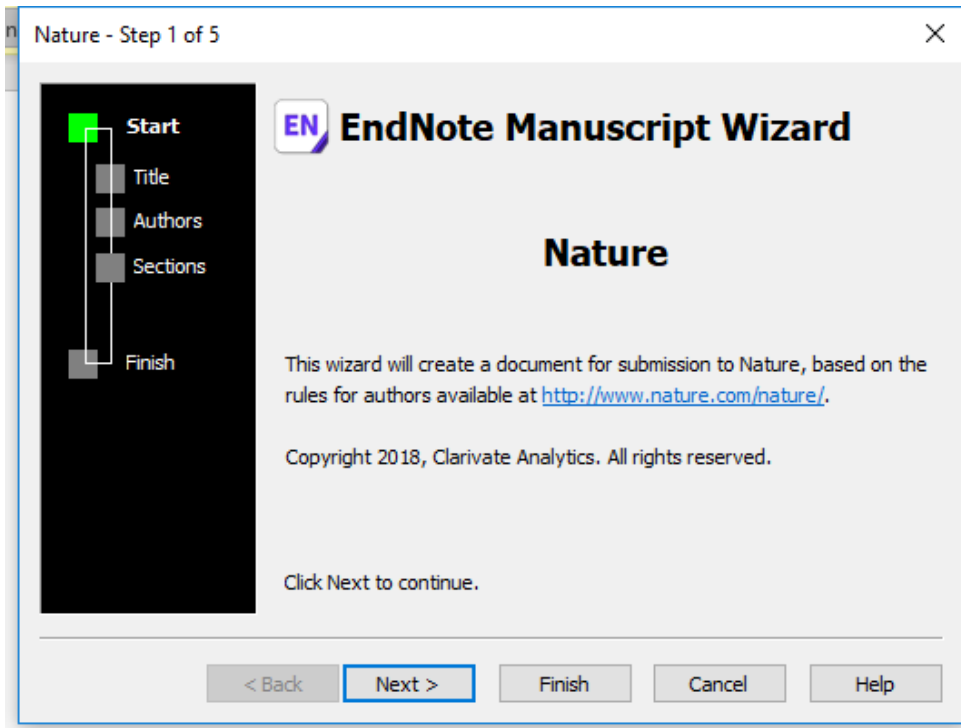 n
Nature - Step 1 of 5
Start
Title
Authors
Sections
Finish
EN EndNote Manuscript Wizard
Nature
This wizard will create a document for submission to Nature, based on the
rules for authors available at http://www.nature.com/nature/.
Copyright 2018, Clarivate Analytics. All rights reserved.
Click Next to continue.
< Back Next > Finish Cancel Help